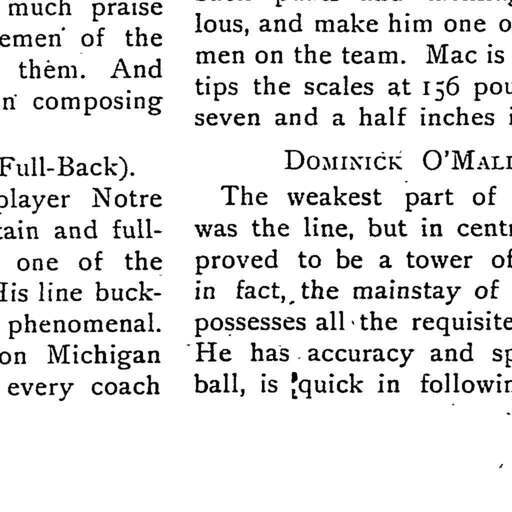 much praise
emen of the
them. And
n composing
Full-Back).
player Notre
tain and full-
one of the
His line buck-
phenomenal.
on Michigan
every coach
lous, and make him one o
men on the team. Mac is
tips the scales at 156 pou
seven and a half inches i
DOMINICK O'MALL
The weakest part of
was the line, but in centr
proved to be a tower of
in fact, the mainstay of
possesses all the requisite
He has accuracy and sp
ball, is quick in followin